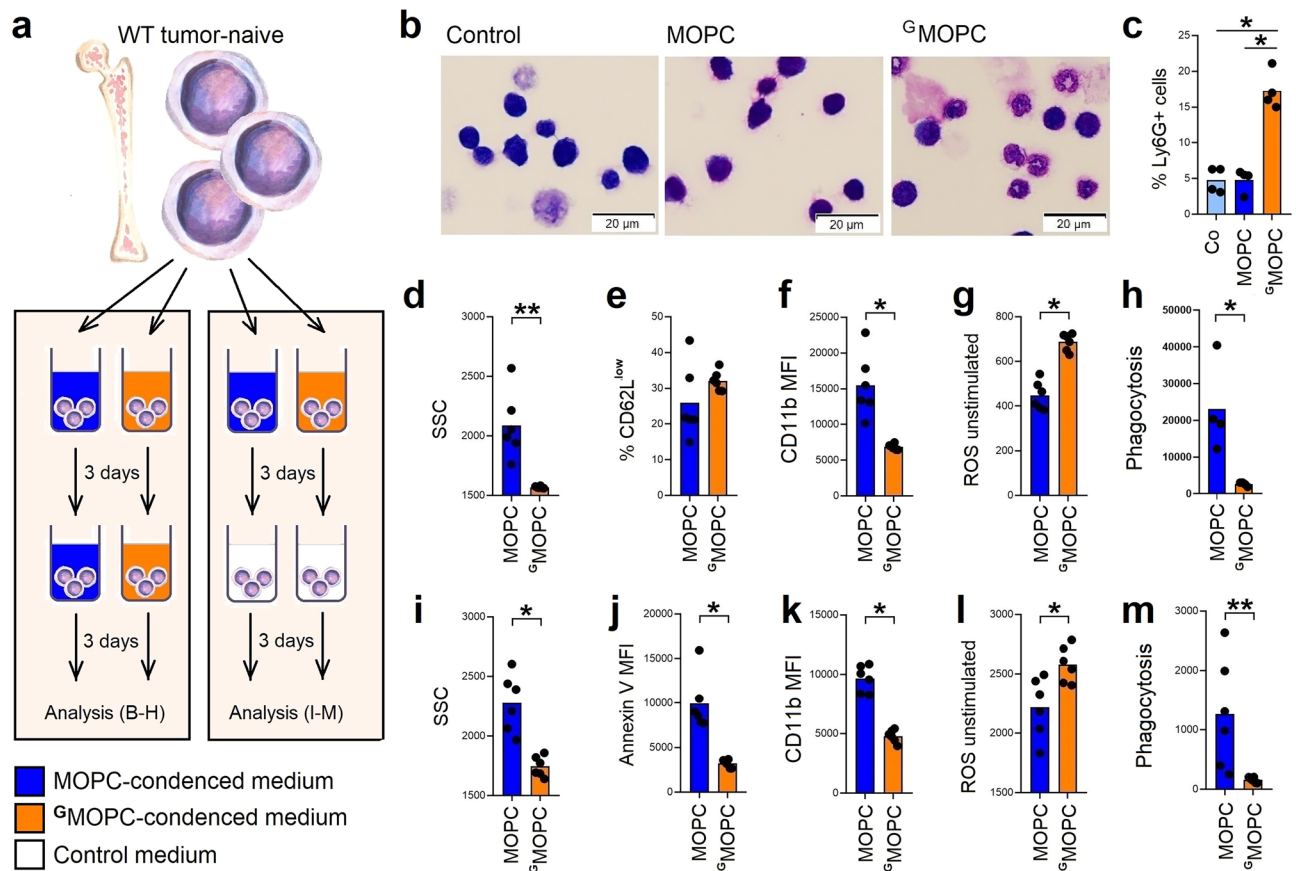 a
WT tumor-naive
3 days
3 days
3 days
3 days
Analysis (B-H)
Analysis (I-M)
MOPC-condenced medium
GMOPC-condenced medium
Control medium
b
Control
MOPC
GMOPC
20 µm
20 µm
20 µm
c
% Ly6G+ cells
25
20
15
10
5
0
*
*
Co
MOPC
GMOPC
d
SSC
3000
2500
2000
1500
**
MOPC
GMOPC
e
% CD62L.low
50
40
30
20
10
0
MOPC
GMOPC
f
CD11b MFI
25000
20000
15000
10000
5000
0
*
MOPC
GMOPC
g
ROS unstimulated
800
600
400
200
0
*
MOPC
GMOPC
h
Phagocytosis
50000
40000
30000
20000
10000
0
*
MOPC
GMOPC
i
SSC
3000
2500
2000
1500
*
MOPC
GMOPC
j
Annexin V MFI
20000
15000
10000
5000
0
*
MOPC
GMOPC
k
CD11b MFI
15000
10000
5000
0
*
MOPC
GMOPC
l
ROS unstimulated
3000
2500
2000
1500
*
MOPC
GMOPC
m
Phagocytosis
3000
2000
1000
0
**
MOPC
GMOPC